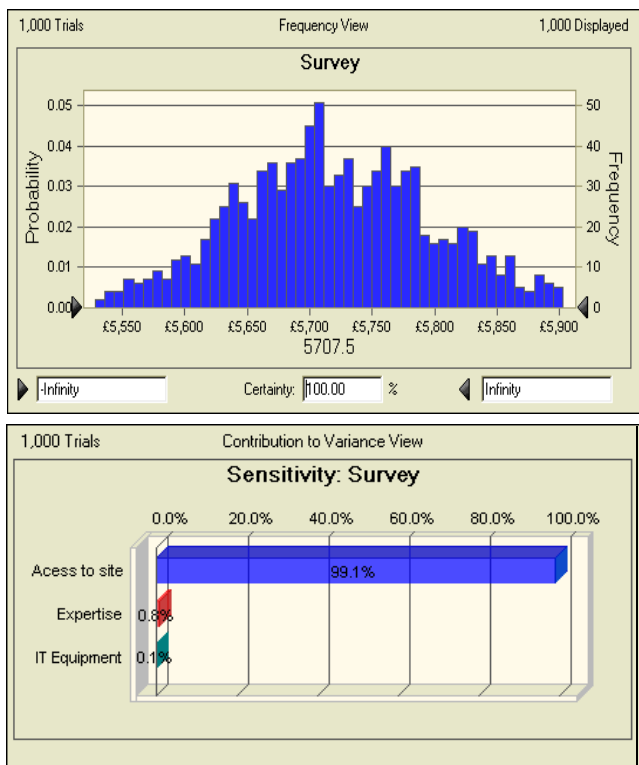 1,000 Trials Frequency View 1,000 Displayed
Survey
0.05 50
0.04 40
0.03 30
0.02 20
0.01 10
0.00 0
Probability
Frequency
£5,550 £5,600 £5,650 £5,700 £5,750 £5,800 £5,850 £5,900
5707.5
-Infinity Certainty: 100.00 % Infinity
1,000 Trials Contribution to Variance View
Sensitivity: Survey
0.0% 20.0% 40.0% 60.0% 80.0% 100.0%
Acess to site 99.1%
Expertise 0.8%
IT Equipment 0.1%